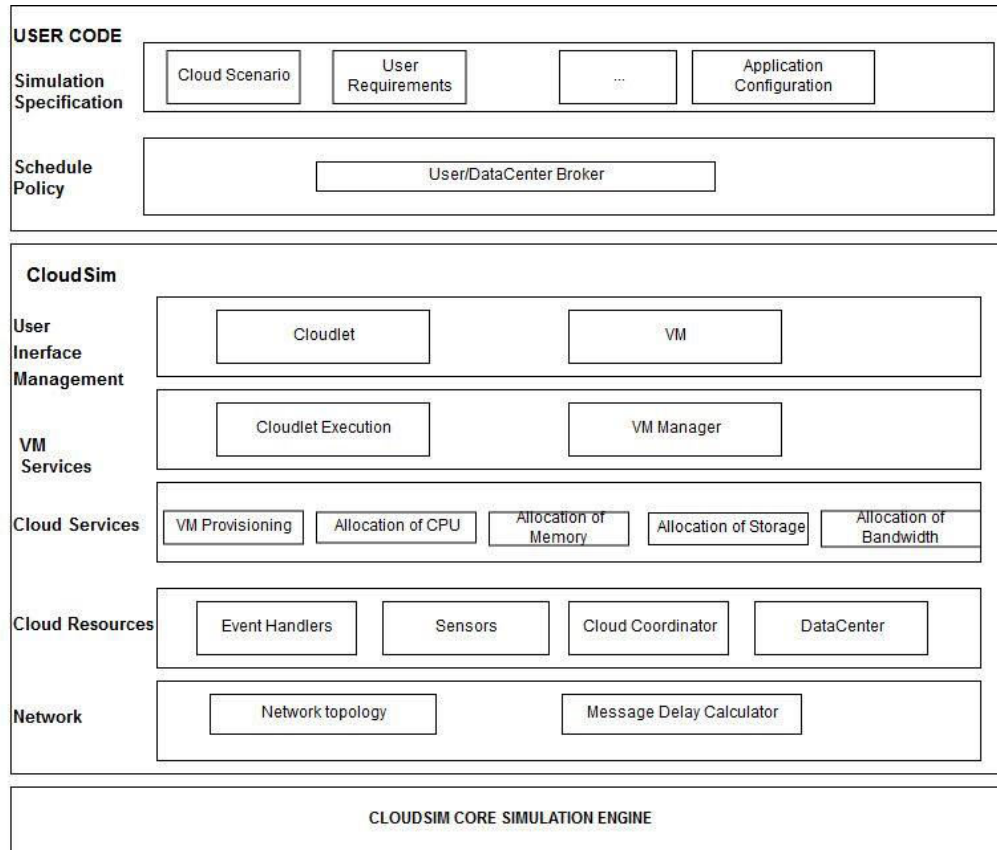 USER CODE
Simulation
Specification
Cloud Scenario
User
Requirements
...
Application
Configuration
Schedule
Policy
User/DataCenter Broker
CloudSim
User
Inerface
Management
Cloudlet
VM
VM
Services
Cloudlet Execution
VM Manager
Cloud Services
VM Provisioning
Allocation of CPU
Allocation of
Memory
Allocation of Storage
Allocation of
Bandwidth
Cloud Resources
Event Handlers
Sensors
Cloud Coordinator
DataCenter
Network
Network topology
Message Delay Calculator
CLOUDSIM CORE SIMULATION ENGINE